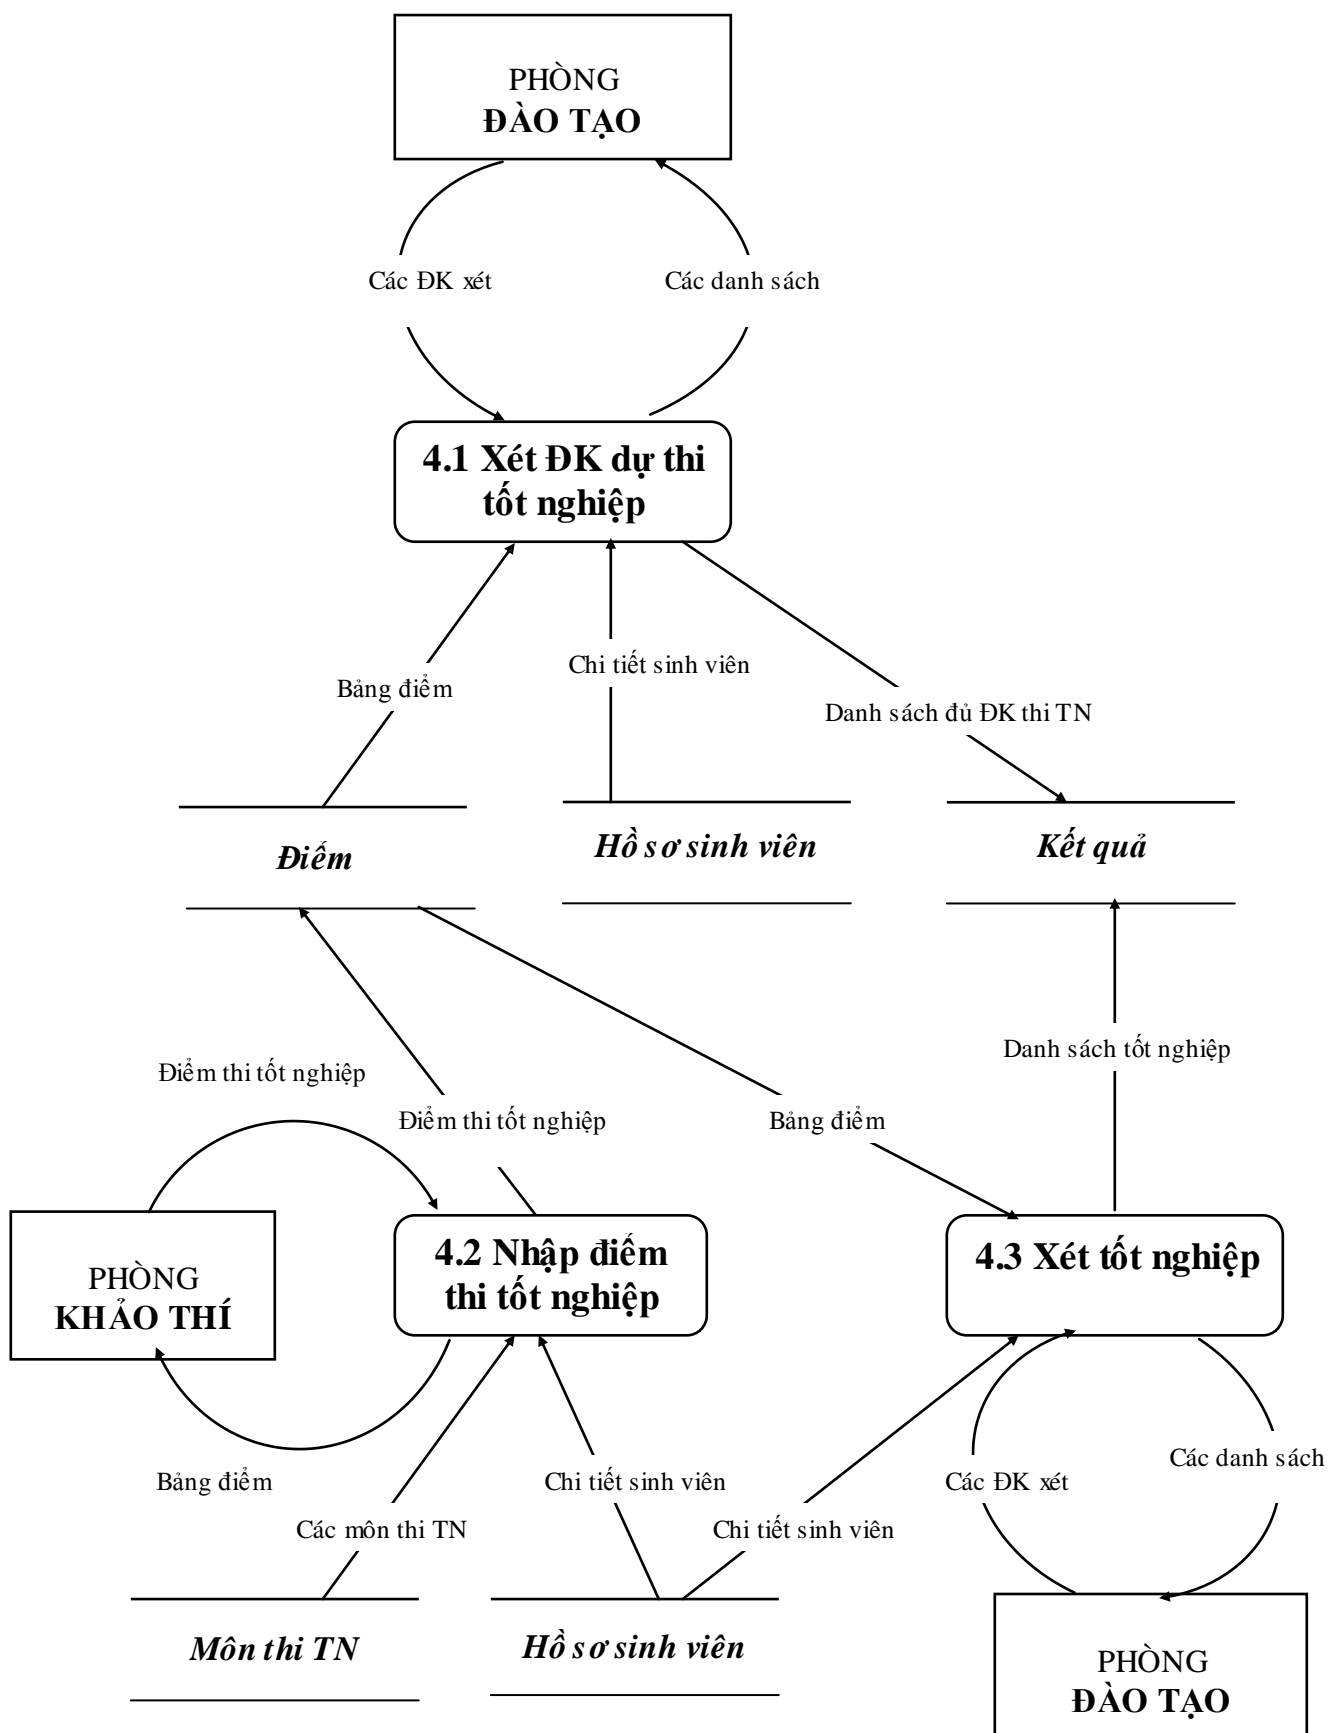 PHÒNG
ĐÀO TẠO
Các ĐK xét
Các danh sách
4.1 Xét ĐK dự thi
tốt nghiệp
Chi tiết sinh viên
Bảng điểm
Danh sách đủ ĐK thi TN
Điểm
Hồ sơ sinh viên
Kết quả
Danh sách tốt nghiệp
Điểm thi tốt nghiệp
Điểm thi tốt nghiệp
Bảng điểm
PHÒNG
KHẢO THÍ
4.2 Nhập điểm
thi tốt nghiệp
4.3 Xét tốt nghiệp
Các danh sách
Bảng điểm
Chi tiết sinh viên
Các ĐK xét
Các môn thi TN
Chi tiết sinh viên
Môn thi TN
Hồ sơ sinh viên
PHÒNG
ĐÀO TẠO